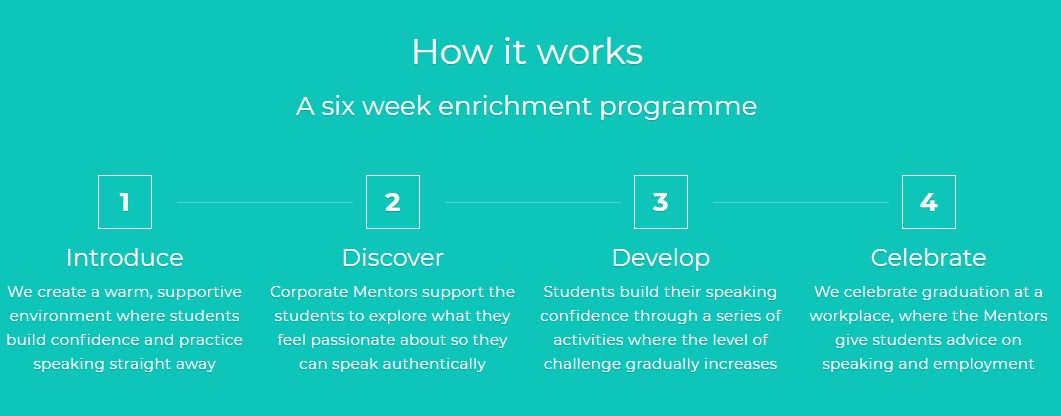 How it works
A six week enrichment programme
1
Introduce
We create a warm, supportive
environment where students
build confidence and practice
speaking straight away
2
Discover
Corporate Mentors support the
students to explore what they
feel passionate about so they
can speak authentically
3
Develop
Students build their speaking
confidence through a series of
activities where the level of
challenge gradually increases
4
Celebrate
We celebrate graduation at a
workplace, where the Mentors
give students advice on
speaking and employment